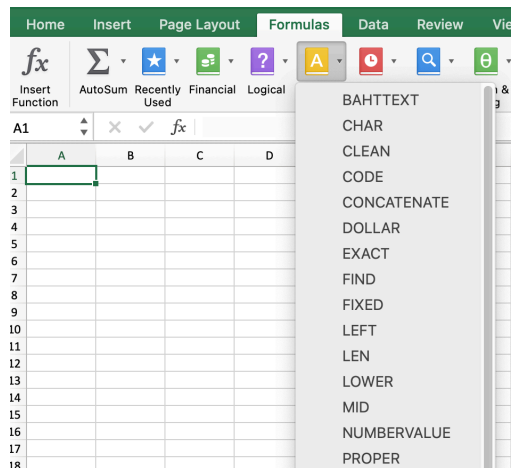 Home Insert Page Layout Formulas Data Review
fx Σ ★ ? A θ
Insert Function AutoSum Recently Used Financial Logical
A1 fx
A B C D
1
2
3
4
5
6
7
8
9
10
11
12
13
14
15
16
17
18
BAHTTEXT
CHAR
CLEAN
CODE
CONCATENATE
DOLLAR
EXACT
FIND
FIXED
LEFT
LEN
LOWER
MID
NUMBERVALUE
PROPER